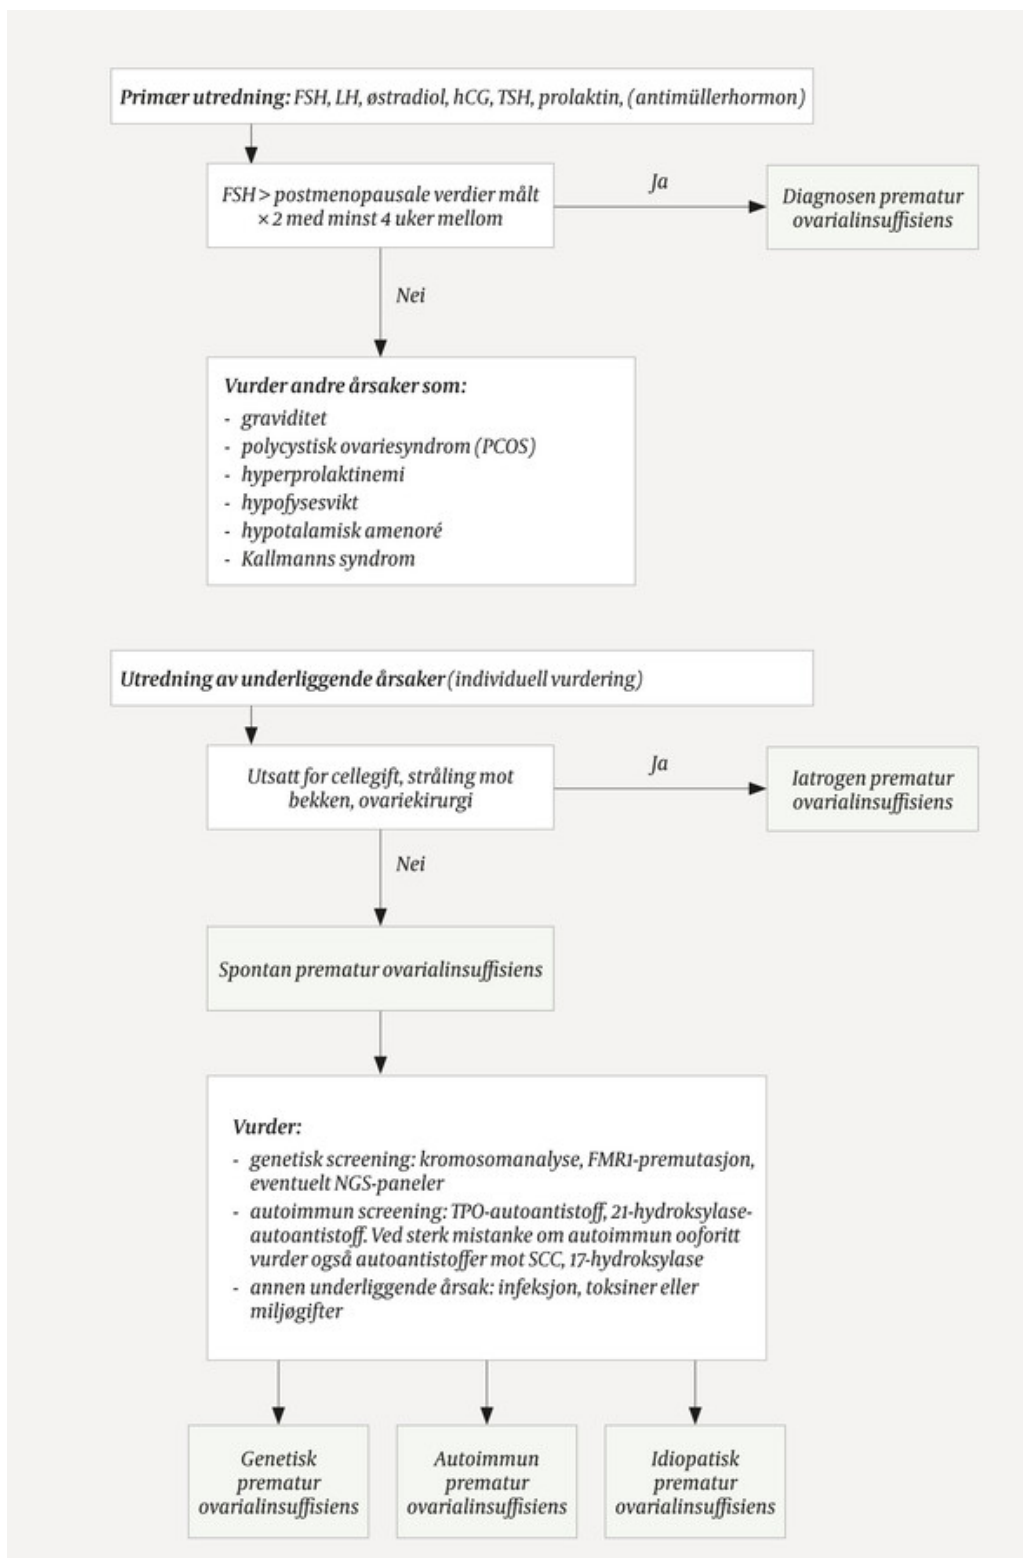 Primær utredning: FSH, LH, østradiol, hCG, TSH, prolaktin, (antimüllerhormon)
FSH > postmenopausale verdier målt
× 2 med minst 4 uker mellom
Ja
Diagnosen prematur
ovarialinsuffisiens
Nei
Vurder andre årsaker som:
- graviditet
- polycystisk ovariesyndrom (PCOS)
- hyperprolaktinemi
- hypofysesvikt
- hypotalamisk amenoré
- Kallmanns syndrom
Utredning av underliggende årsaker (individuell vurdering)
Utsatt for cellegift, stråling mot
bekken, ovariekirurgi
Ja
Iatrogen prematur
ovarialinsuffisiens
Nei
Spontan prematur ovarialinsuffisiens
Vurder:
- genetisk screening: kromosomanalyse, FMR1-premutasjon,
eventuelt NGS-paneler
- autoimmun screening: TPO-autoantistoff, 21-hydroksylase-
autoantistoff. Ved sterk mistanke om autoimmun ooforitt
vurder også autoantistoffer mot SCC, 17-hydroksylase
- annen underliggende årsak: infeksjon, toksiner eller
miljøgifter
Genetisk
prematur
ovarialinsuffisiens
Autoimmun
prematur
ovarialinsuffisiens
Idiopatisk
prematur
ovarialinsuffisiens